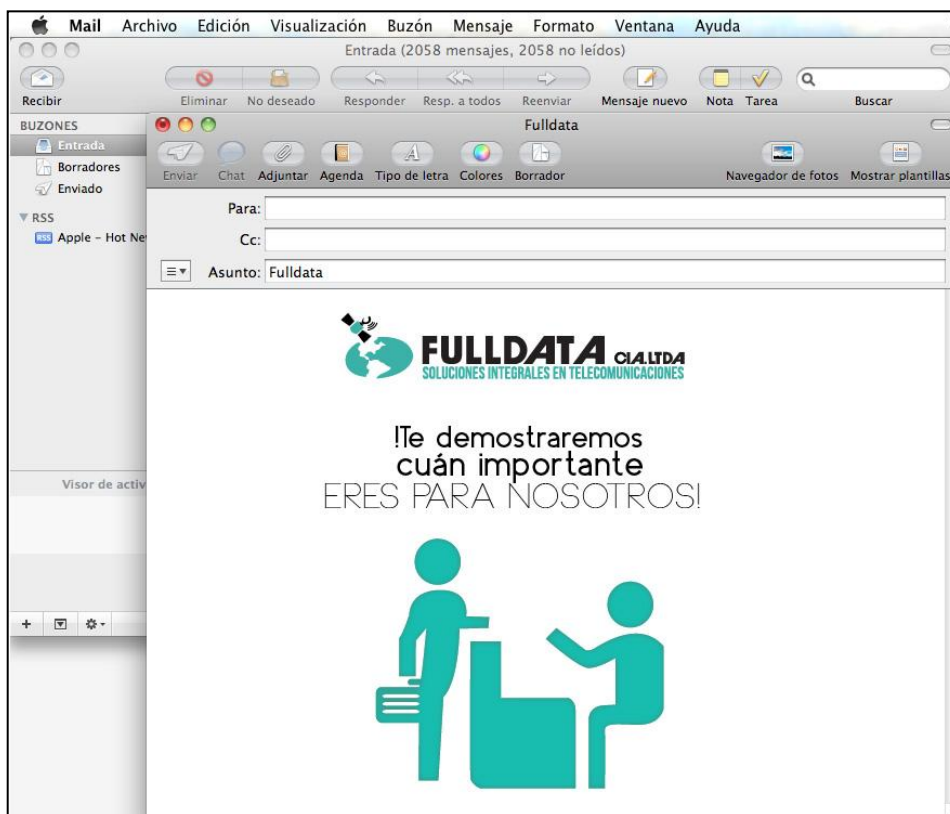 Mail Archivo Edición Visualización Buzón Mensaje Formato Ventana Ayuda
Entrada (2058 mensajes, 2058 no leídos)
Recibir Eliminar No deseado Responder Resp. a todos Reenviar Mensaje nuevo Nota Tarea Buscar
BUZONES
Entrada
Borradores
Enviado
RSS
RSS Apple – Hot Ne
Visor de activ
Fulldata
Enviar Chat Adjuntar Agenda Tipo de letra Colores Borrador Navegador de fotos Mostrar plantillas
Para:
Cc:
Asunto: Fulldata
FULLDATA CIA.LTDA
SOLUCIONES INTEGRALES EN TELECOMUNICACIONES
!Te demostraremos
cuán importante
ERES PARA NOSOTROS!